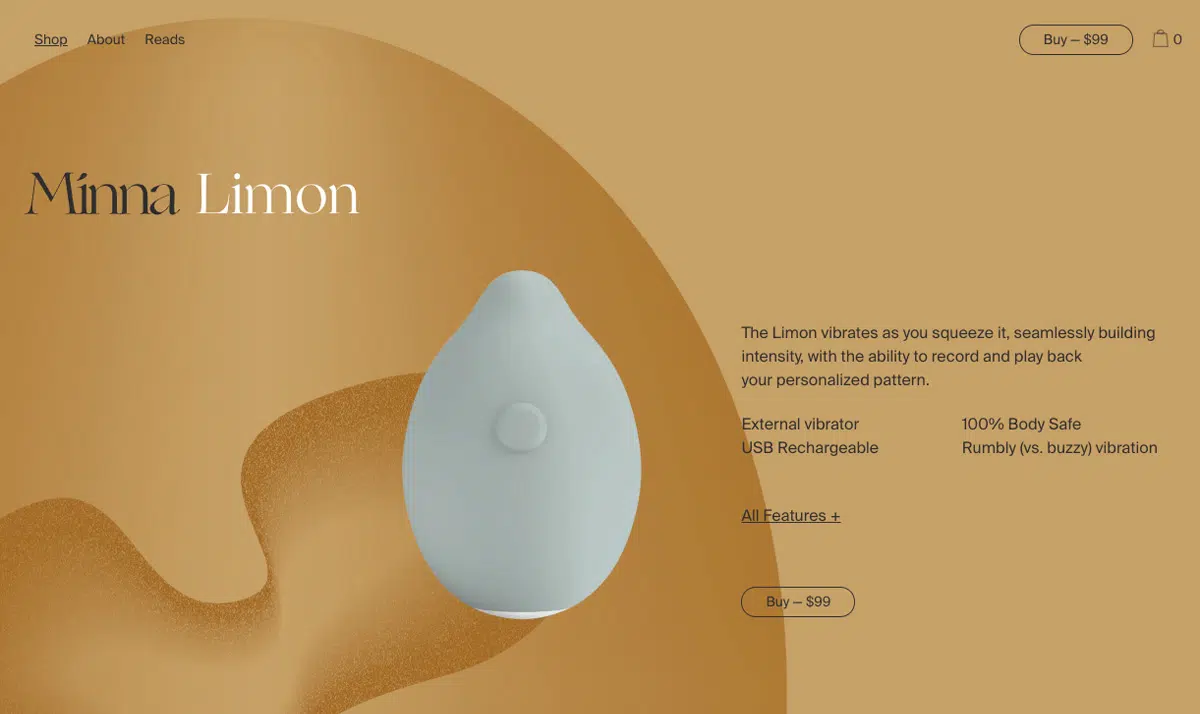 Shop About Reads
Buy — $99 0
Minna Limon
The Limon vibrates as you squeeze it, seamlessly building
intensity, with the ability to record and play back
your personalized pattern.
External vibrator 100% Body Safe
USB Rechargeable Rumbly (vs. buzzy) vibration
All Features +
Buy — $99